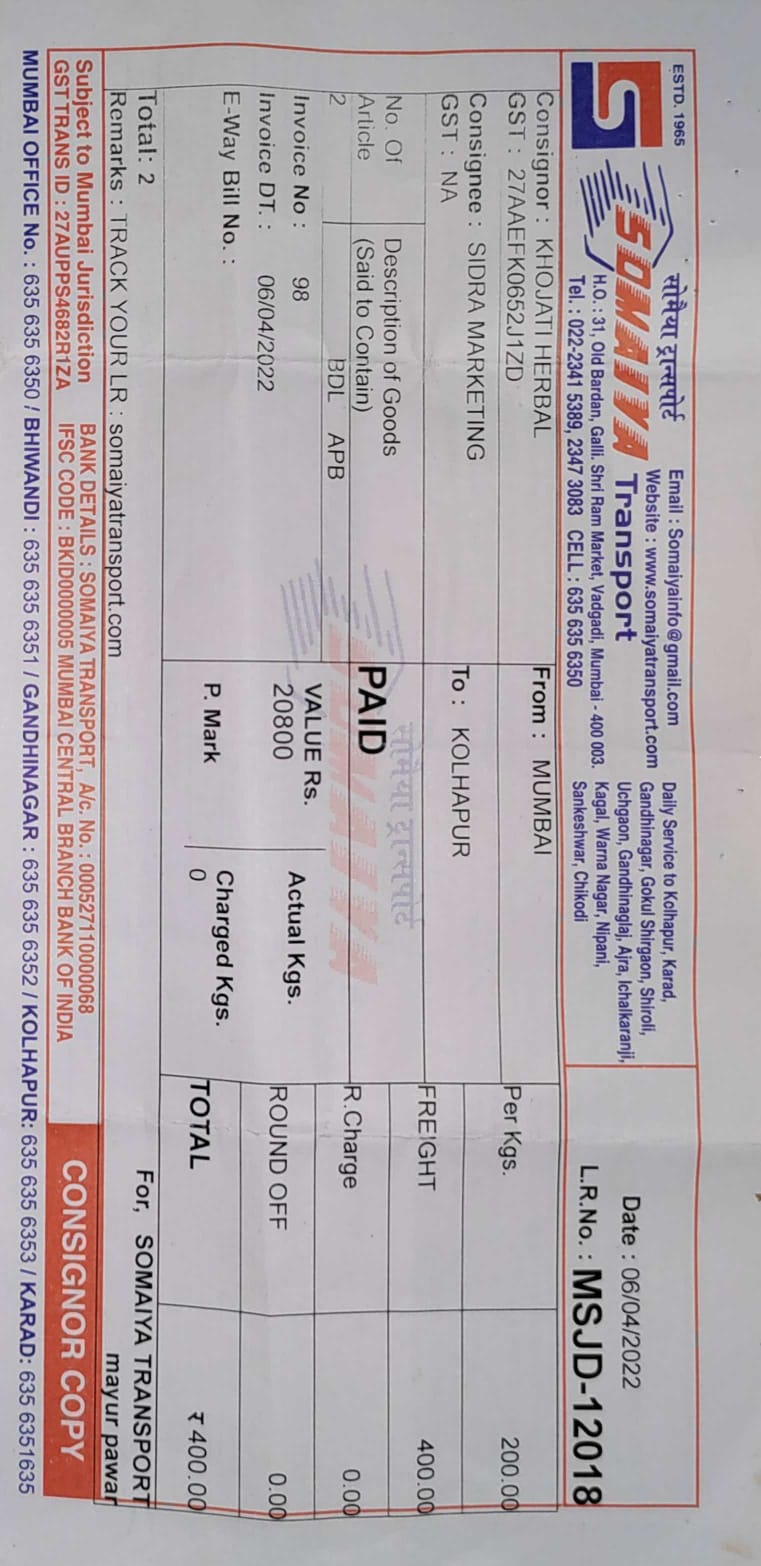 ESTD. 1965
सोमैया ट्रान्सपोर्ट
SOMAIYA Transport
Email : Somaiyainfo@gmail.com
Website : www.somaiyatransport.com
H.O. : 31, Old Bardan, Galli. Shri Ram Market, Vadgadi, Mumbai - 400 003.
Tel. : 022-2341 5389, 2347 3083 CELL : 635 635 6350
Daily Service to Kolhapur, Karad,
Gandhinagar, Gokul Shirgaon, Shiroli,
Uchgaon, Gandhinaglaj, Ajra, Ichalkaranji,
Kagal, Warna Nagar, Nipani,
Sankeshwar, Chikodi
Date : 06/04/2022
L.R.No. : MSJD-12018
Consignor : KHOJATI HERBAL
GST : 27AAEFK0652J1ZD
From : MUMBAI
Per Kgs. 200.00
Consignee : SIDRA MARKETING
GST : NA
To : KOLHAPUR
FREIGHT 400.00
No. Of Article
Description of Goods
(Said to Contain)
PAID
सोमैया ट्रान्सपोर्ट
SOMAIYA
R.Charge 0.00
2 BDL APB
Invoice No : 98
VALUE Rs.
20800
Actual Kgs.
Invoice DT. : 06/04/2022
ROUND OFF 0.00
E-Way Bill No. :
P. Mark
Charged Kgs.
0
TOTAL ₹ 400.00
Total: 2
Remarks : TRACK YOUR LR : somaiyatransport.com
For, SOMAIYA TRANSPORT
mayur pawar
Subject to Mumbai Jurisdiction
GST TRANS ID : 27AUPPS4682R1ZA
BANK DETAILS : SOMAIYA TRANSPORT, A/c. No. : 000527110000068
IFSC CODE : BKID0000005 MUMBAI CENTRAL BRANCH BANK OF INDIA
CONSIGNOR COPY
MUMBAI OFFICE No. : 635 635 6350 / BHIWANDI : 635 635 6351 / GANDHINAGAR : 635 635 6352 / KOLHAPUR: 635 635 6353 / KARAD: 635 6351635